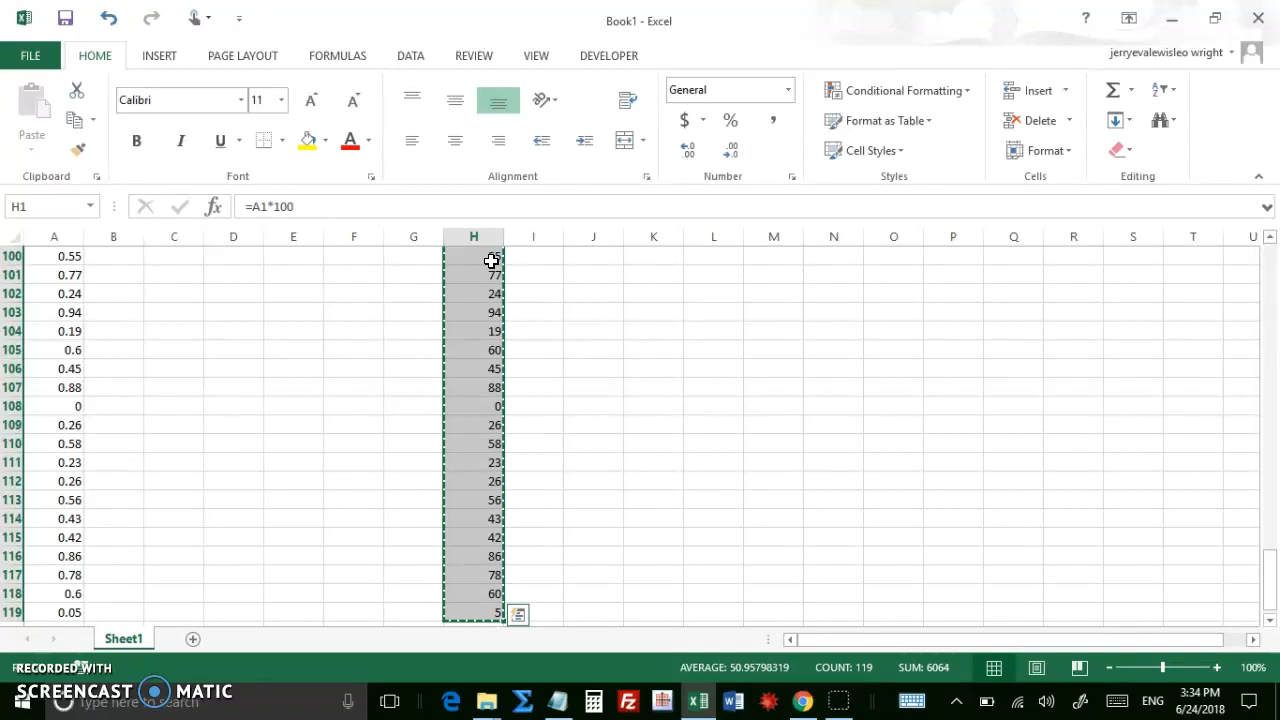 Book1 - Excel
?
FILE HOME INSERT PAGE LAYOUT FORMULAS DATA REVIEW VIEW DEVELOPER jerryevalewisleo wright
Calibri 11 General Conditional Formatting Insert
Paste $ % , Format as Table Delete
B I U A Cell Styles Format
Clipboard Font Alignment Number Styles Cells Editing
H1 fx =A1*100
A B C D E F G H I J K L M N O P Q R S T U
100 0.55
101 0.77 77
102 0.24 24
103 0.94 94
104 0.19 19
105 0.6 60
106 0.45 45
107 0.88 88
108 0 0
109 0.26 26
110 0.58 58
111 0.23 23
112 0.26 26
113 0.56 56
114 0.43 43
115 0.42 42
116 0.86 86
117 0.78 78
118 0.6 60
119 0.05 5
Sheet1
AVERAGE: 50.95798319 COUNT: 119 SUM: 6064 100%
RECORDED WITH
SCREENCAST MATIC
to search
ENG
3:34 PM
6/24/2018